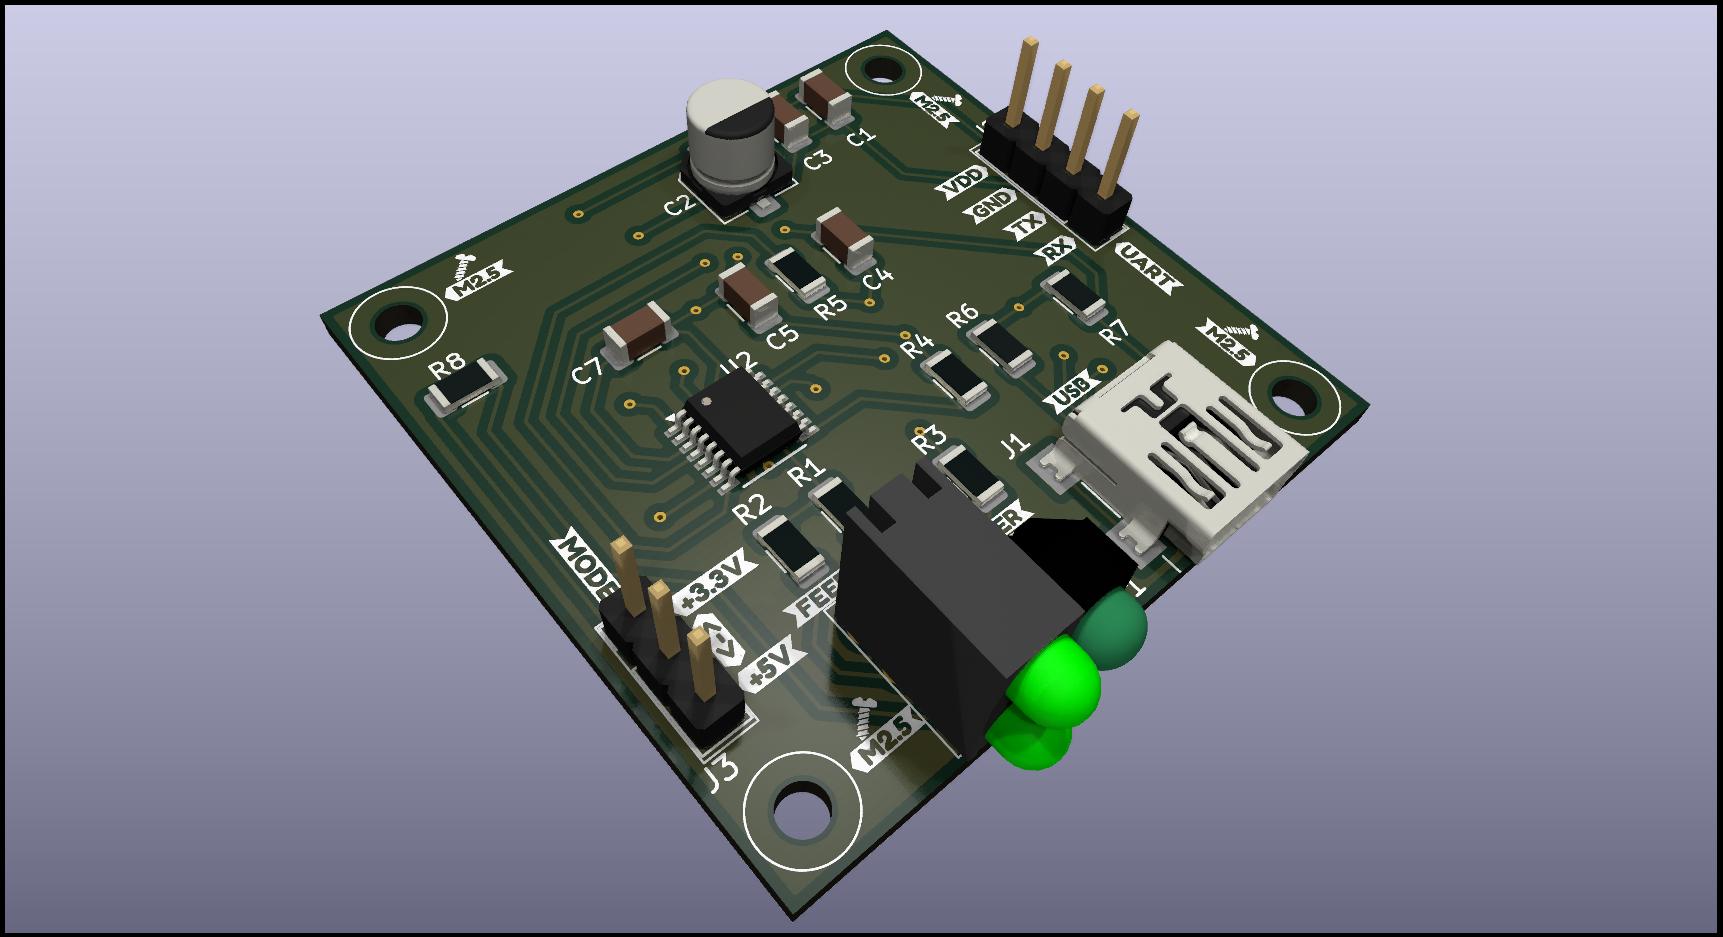 C1
M2.5
C3
C2
VDD
GND
TX
RX
UART
M2.5
C4
R5
R6
R7
M2.5
C5
R4
C7
R8
U2
USB
R3
J1
R1
R2
MODE
+3.3V
+5V
M2.5
J3